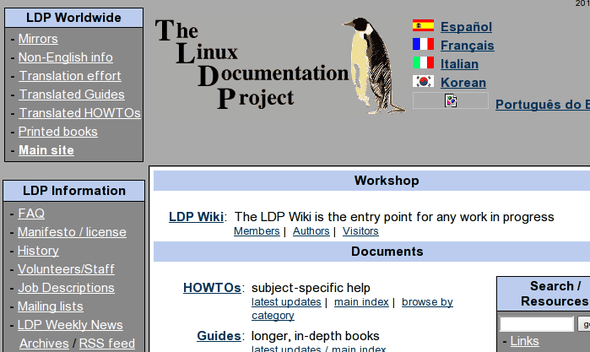 201
LDP Worldwide
- Mirrors
- Non-English info
- Translation effort
- Translated Guides
- Translated HOWTOs
- Printed books
- Main site
The
Linux
Documentation
Project
Español
Français
Italian
Korean
Português do B
LDP Information
- FAQ
- Manifesto / license
- History
- Volunteers/Staff
- Job Descriptions
- Mailing lists
- LDP Weekly News
Archives / RSS feed
Workshop
LDP Wiki: The LDP Wiki is the entry point for any work in progress
Members | Authors | Visitors
Documents
HOWTOs: subject-specific help
latest updates | main index | browse by
category
Guides: longer, in-depth books
latest updates / main index
Search /
Resources
- Links